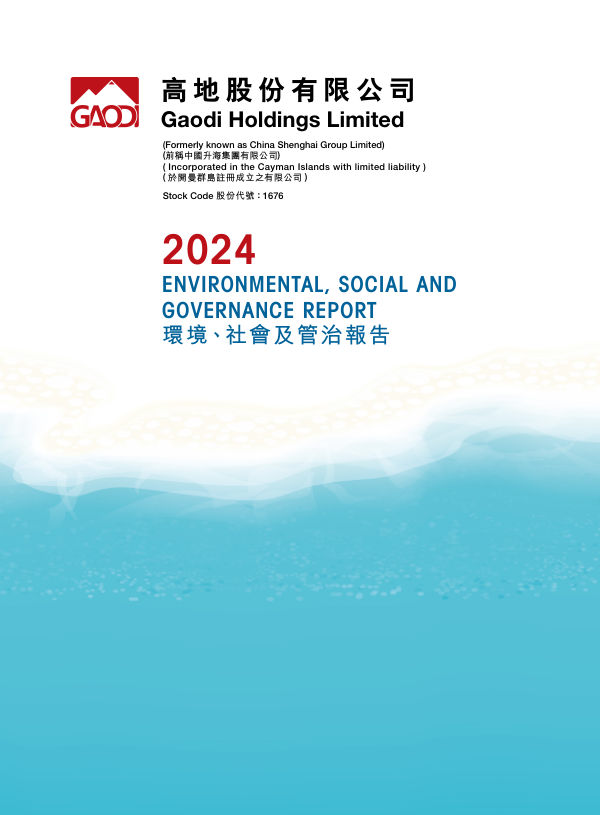 GAODI
高地股份有限公司
Gaodi Holdings Limited
(Formerly known as China Shenghai Group Limited)
(前稱中國升海集團有限公司)
( Incorporated in the Cayman Islands with limited liability )
( 於開曼群島註冊成立之有限公司 )
Stock Code 股份代號：1676
2024
ENVIRONMENTAL, SOCIAL AND
GOVERNANCE REPORT
環境、社會及管治報告